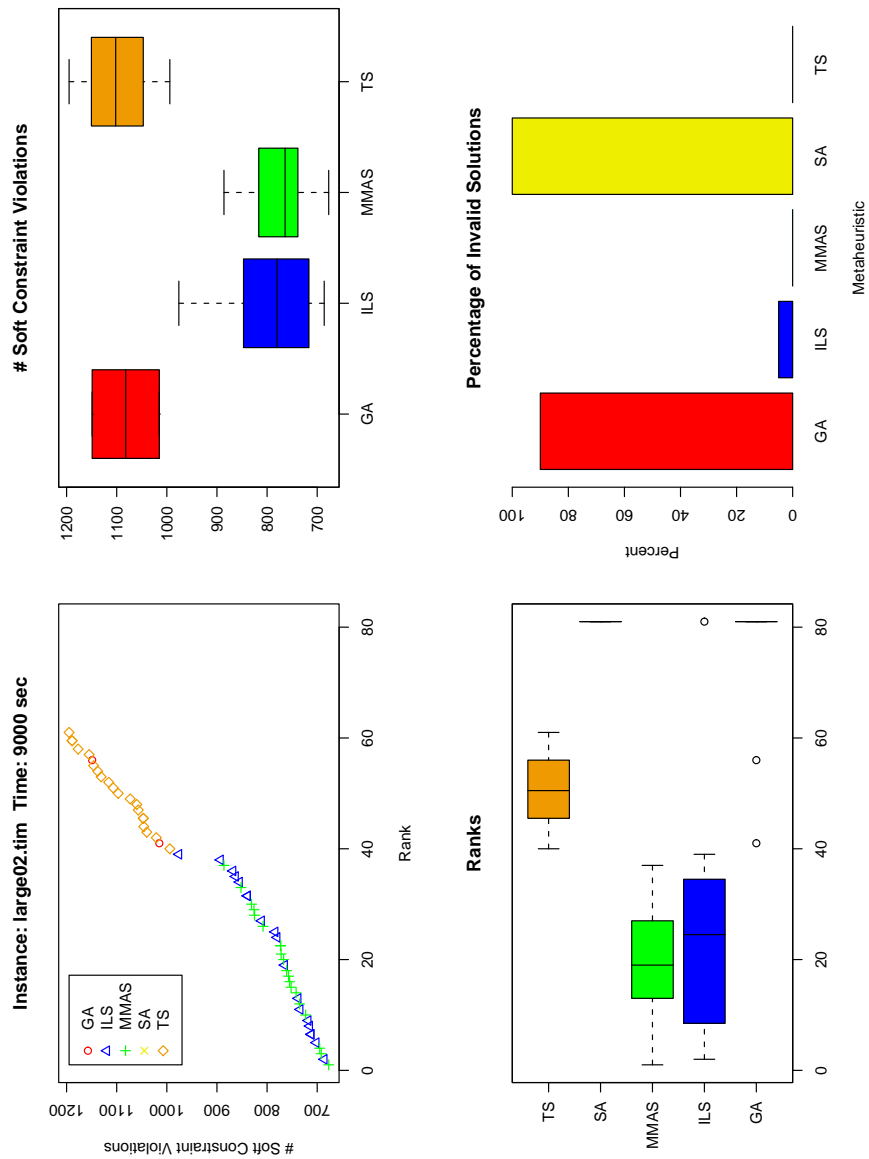 Instance: large02.tim Time: 9000 sec
# Soft Constraint Violations
700
800
900
1000
1100
1200
GA
ILS
MMAS
SA
TS
0
20
40
60
80
Rank
# Soft Constraint Violations
700
800
900
1000
1100
1200
GA
ILS
MMAS
TS
Ranks
TS
SA
MMAS
ILS
GA
0
20
40
60
80
Percentage of Invalid Solutions
Percent
0
20
40
60
80
100
GA
ILS
MMAS
SA
TS
Metaheuristic